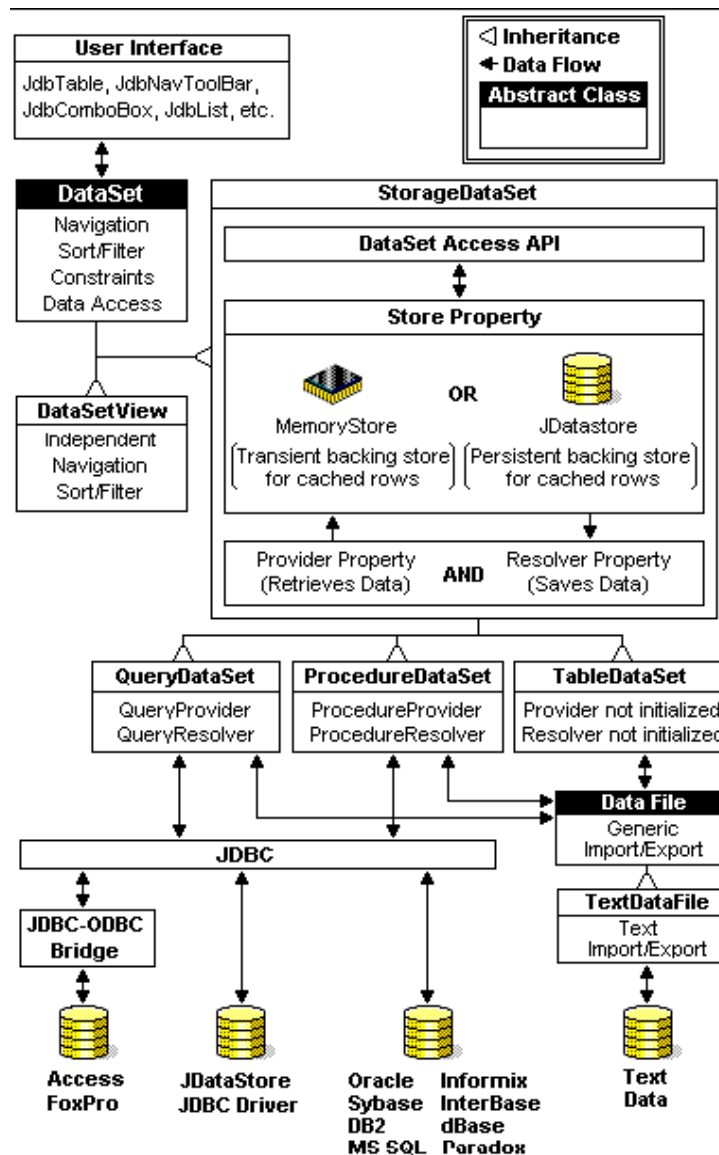 User Interface
JdbTable, JdbNavToolBar,
JdbComboBox, JdbList, etc.
Inheritance
Data Flow
Abstract Class
DataSet
Navigation
Sort/Filter
Constraints
Data Access
DataSetView
Independent
Navigation
Sort/Filter
StorageDataSet
DataSet Access API
Store Property
OR
MemoryStore
(Transient backing store
for cached rows)
JDatastore
(Persistent backing store
for cached rows)
Provider Property
(Retrieves Data)
AND
Resolver Property
(Saves Data)
QueryDataSet
QueryProvider
QueryResolver
ProcedureDataSet
ProcedureProvider
ProcedureResolver
TableDataSet
Provider not initialized
Resolver not initialized
Data File
Generic
Import/Export
JDBC
TextDataFile
Text
Import/Export
JDBC-ODBC
Bridge
Access
FoxPro
JDataStore
JDBC Driver
Oracle
Sybase
DB2
MS SQL
Informix
InterBase
dBase
Paradox
Text
Data